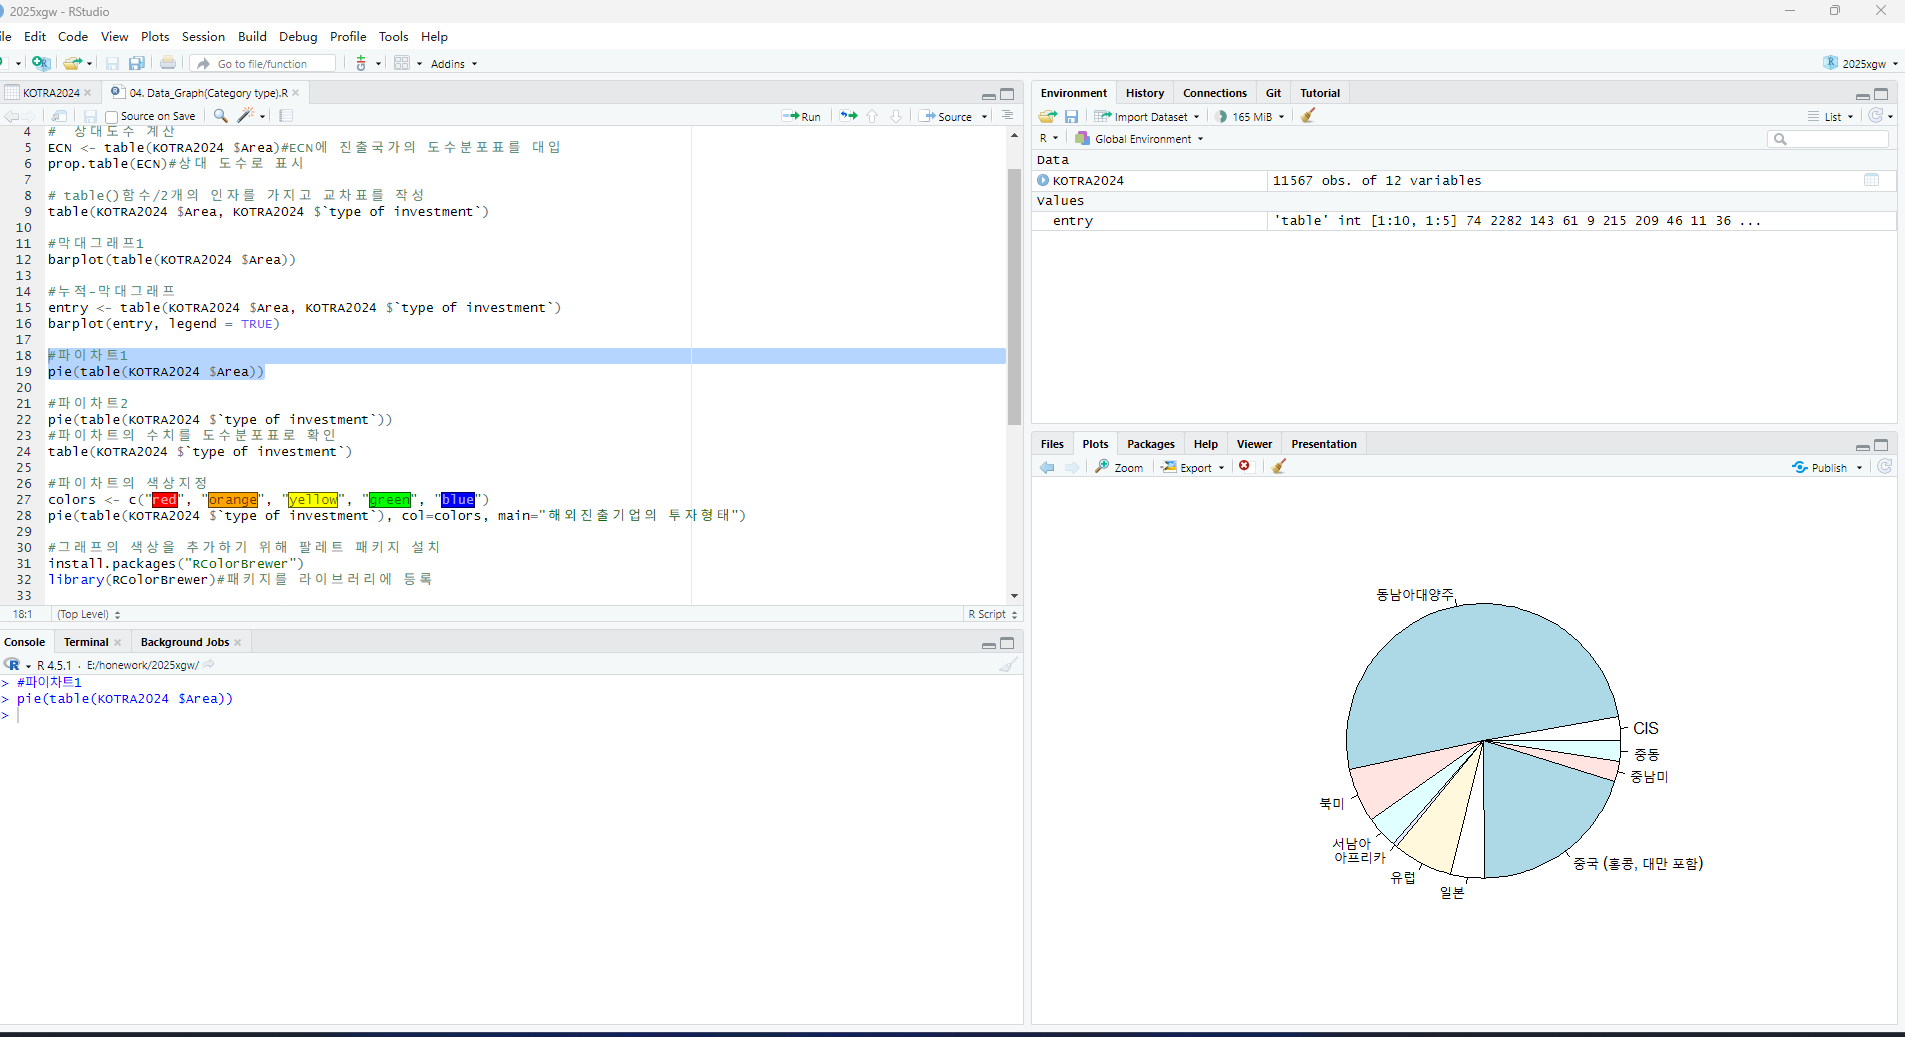 2025xgw - RStudio
ile Edit Code View Plots Session Build Debug Profile Tools Help
Go to file/function Addins 2025xgw
KOTRA2024 04. Data_Graph(Category type).R
Source on Save Run Source
4 # 상대도수 계산
5 ECN <- table(KOTRA2024 $Area)#ECN에 진출국가의 도수분포표를 대입
6 prop.table(ECN)#상대 도수로 표시
7
8 # table()함수/2개의 인자를 가지고 교차표를 작성
9 table(KOTRA2024 $Area, KOTRA2024 $`type of investment`)
10
11 #막대그래프1
12 barplot(table(KOTRA2024 $Area))
13
14 #누적-막대그래프
15 entry <- table(KOTRA2024 $Area, KOTRA2024 $`type of investment`)
16 barplot(entry, legend = TRUE)
17
18 #파이차트1
19 pie(table(KOTRA2024 $Area))
20
21 #파이차트2
22 pie(table(KOTRA2024 $`type of investment`))
23 #파이차트의 수치를 도수분포표로 확인
24 table(KOTRA2024 $`type of investment`)
25
26 #파이차트의 색상지정
27 colors <- c("red", "orange", "yellow", "green", "blue")
28 pie(table(KOTRA2024 $`type of investment`), col=colors, main="해외진출기업의 투자형태")
29
30 #그래프의 색상을 추가하기 위해 팔레트 패키지 설치
31 install.packages("RColorBrewer")
32 library(RColorBrewer)#패키지를 라이브러리에 등록
33
18:1 (Top Level) R Script
Console Terminal Background Jobs
R 4.5.1 · E:/honework/2025xgw/
> #파이차트1
> pie(table(KOTRA2024 $Area))
>
Environment History Connections Git Tutorial
Import Dataset 165 MiB List
R Global Environment
Data
KOTRA2024 11567 obs. of 12 variables
Values
entry 'table' int [1:10, 1:5] 74 2282 143 61 9 215 209 46 11 36 ...
Files Plots Packages Help Viewer Presentation
Zoom Export Publish
동남아대양주
CIS
중동
중남미
북미
서남아
아프리카
중국 (홍콩, 대만 포함)
유럽
일본